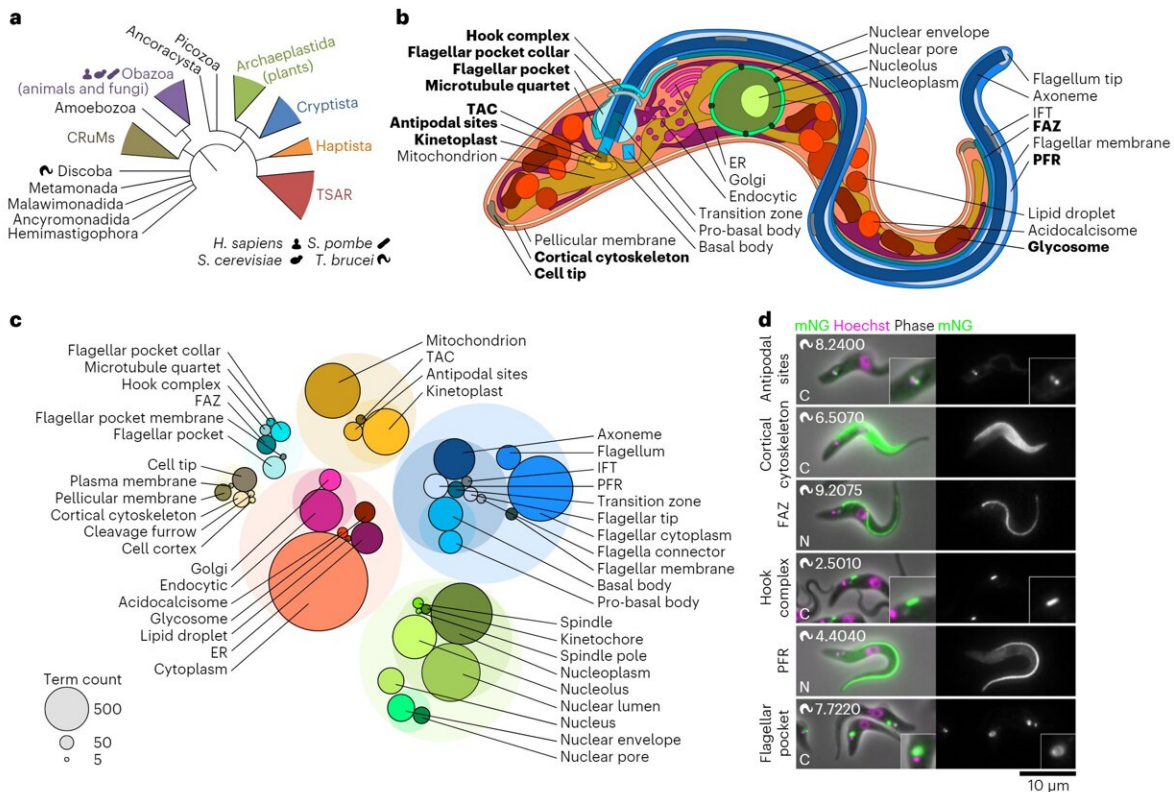 a
Picozoa
Ancoracysta
Archaeplastida
(plants)
Obazoa
(animals and fungi)
Cryptista
Amoebozoa
CRuMs
Haptista
Discoba
TSAR
Metamonada
Malawimonadida
Ancyromonadida
Hemimastigophora
H. sapiens S. pombe
S. cerevisiae T. brucei
b
Hook complex
Flagellar pocket collar
Flagellar pocket
Microtubule quartet
TAC
Antipodal sites
Kinetoplast
Mitochondrion
Nuclear envelope
Nuclear pore
Nucleolus
Nucleoplasm
Flagellum tip
Axoneme
IFT
FAZ
Flagellar membrane
PFR
ER
Golgi
Endocytic
Transition zone
Pro-basal body
Basal body
Lipid droplet
Acidocalcisome
Glycosome
Pellicular membrane
Cortical cytoskeleton
Cell tip
c
Flagellar pocket collar
Microtubule quartet
Hook complex
FAZ
Flagellar pocket membrane
Flagellar pocket
Cell tip
Plasma membrane
Pellicular membrane
Cortical cytoskeleton
Cleavage furrow
Cell cortex
Golgi
Endocytic
Acidocalcisome
Glycosome
Lipid droplet
ER
Cytoplasm
Mitochondrion
TAC
Antipodal sites
Kinetoplast
Axoneme
Flagellum
IFT
PFR
Transition zone
Flagellar tip
Flagellar cytoplasm
Flagella connector
Flagellar membrane
Basal body
Pro-basal body
Spindle
Kinetochore
Spindle pole
Nucleoplasm
Nucleolus
Nuclear lumen
Nucleus
Nuclear envelope
Nuclear pore
Term count
500
50
5
d
mNG Hoechst Phase mNG
Antipodal
sites
8.2400
C
Cortical
cytoskeleton
6.5070
C
FAZ
9.2075
N
Hook
complex
2.5010
C
PFR
4.4040
N
Flagellar
pocket
7.7220
C
10 μm